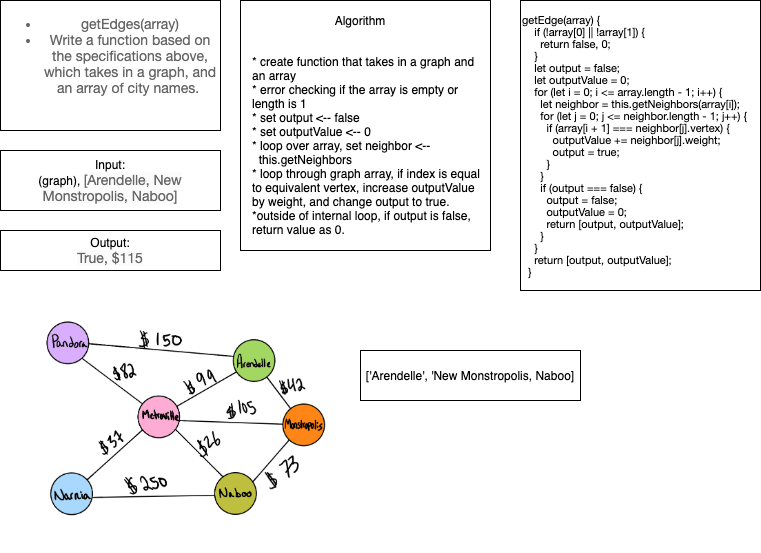 getEdges(array)
Write a function based on
the specifications above,
which takes in a graph, and
an array of city names.
Input:
(graph), [Arendelle, New
Monstropolis, Naboo]
Output:
True, $115
Algorithm
* create function that takes in a graph and
an array
* error checking if the array is empty or
length is 1
* set output <-- false
* set outputValue <-- 0
* loop over array, set neighbor <--
this.getNeighbors
* loop through graph array, if index is equal
to equivalent vertex, increase outputValue
by weight, and change output to true.
*outside of internal loop, if output is false,
return value as 0.
getEdge(array) {
if (!array[0] || !array[1]) {
return false, 0;
}
let output = false;
let outputValue = 0;
for (let i = 0; i <= array.length - 1; i++) {
let neighbor = this.getNeighbors(array[i]);
for (let j = 0; j <= neighbor.length - 1; j++) {
if (array[i + 1] === neighbor[j].vertex) {
outputValue += neighbor[j].weight;
output = true;
}
}
if (output === false) {
output = false;
outputValue = 0;
return [output, outputValue];
}
}
return [output, outputValue];
}
Pandora
$150
Arendelle
$82
$99
$42
Metroville
$105
Monstropolis
$37
$26
$73
Narnia
$250
Naboo
['Arendelle', 'New Monstropolis, Naboo]